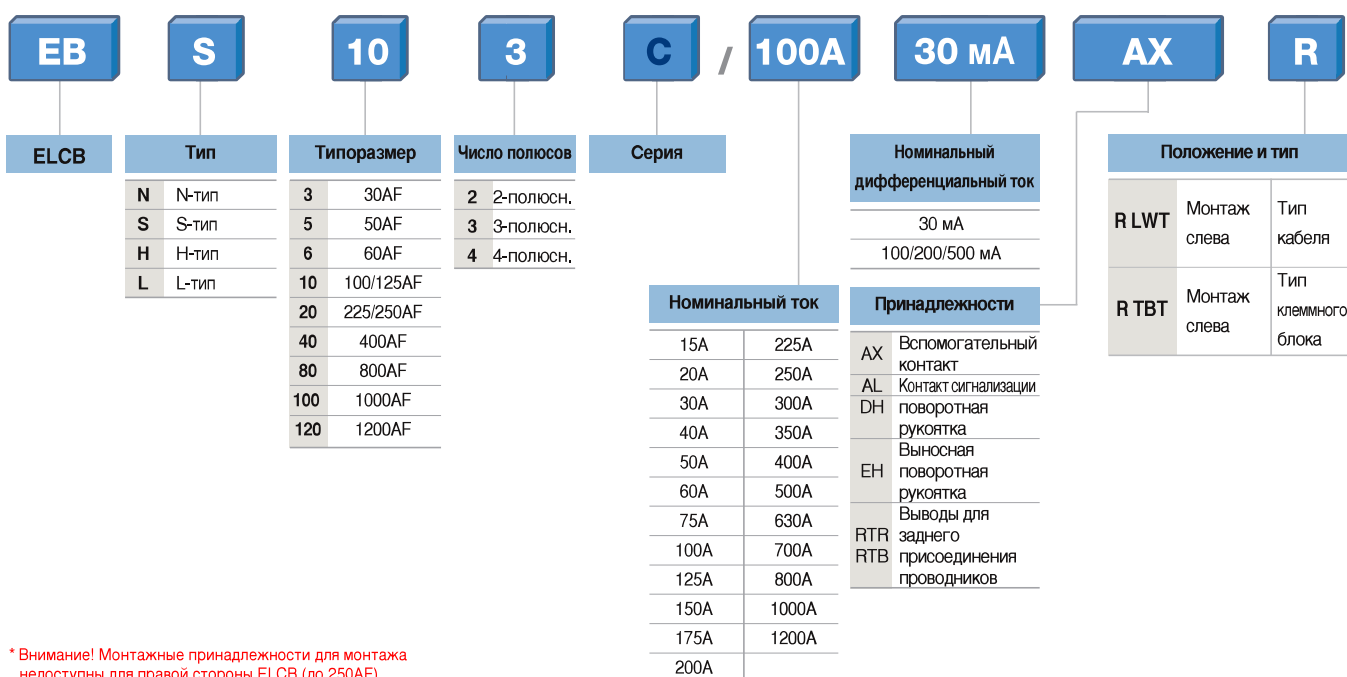 EB S 10 3 C / 100A 30 мА AX R
ELCB
Тип
N N-тип
S S-тип
H H-тип
L L-тип
Типоразмер
3 30AF
5 50AF
6 60AF
10 100/125AF
20 225/250AF
40 400AF
80 800AF
100 1000AF
120 1200AF
Число полюсов
2 2-полюсн.
3 3-полюсн.
4 4-полюсн.
Серия
Номинальный ток
15A 225A
20A 250A
30A 300A
40A 350A
50A 400A
60A 500A
75A 630A
100A 700A
125A 800A
150A 1000A
175A 1200A
200A
Номинальный
дифференциальный ток
30 мА
100/200/500 мА
Принадлежности
AX Вспомогательный
контакт
AL Контакт сигнализации
DH поворотная
рукоятка
Выносная
EH поворотная
рукоятка
Выводы для
RTR заднего
RTB присоединения
проводников
Положение и тип
R LWT Монтаж слева Тип кабеля
R TBT Монтаж слева Тип клеммного блока
* Внимание! Монтажные принадлежности для монтажа
недоступны для правой стороны ELCB (до 250AF)